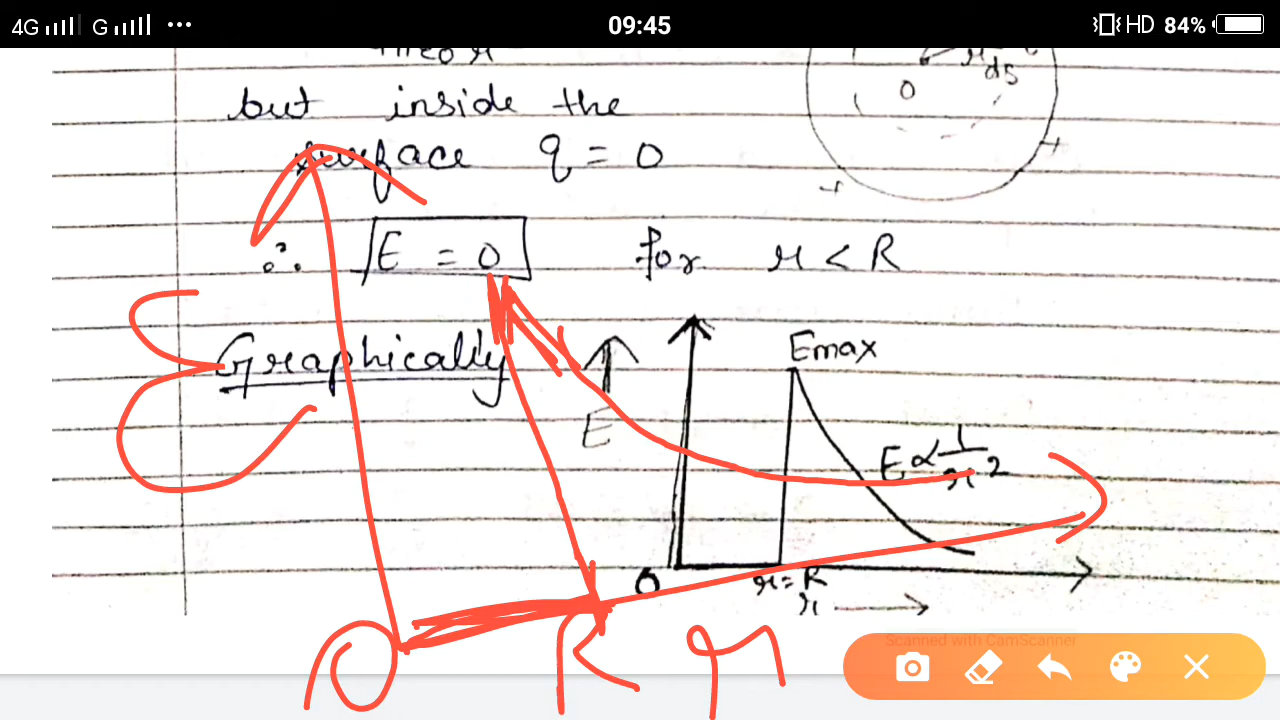 4G G ••• 09:45 HD 84%
dS
O
but inside the
surface q = 0
+ +
∴ E = 0 for r < R
Graphically
E
Emax
E ∝ 1/r²
O r = R
r
O R r
Scanned with CamScanner